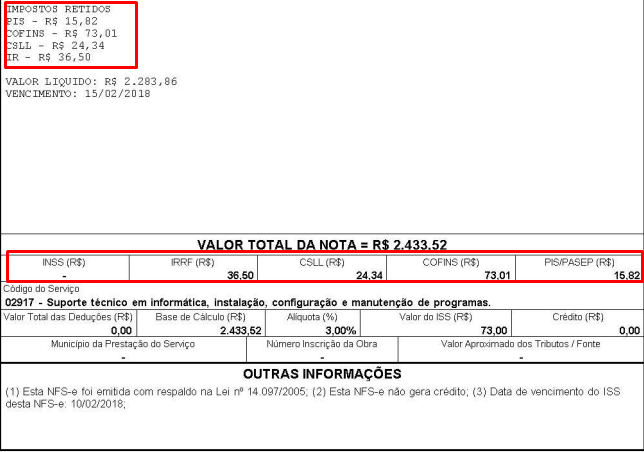 IMPOSTOS RETIDOS
PIS - R$ 15,82
COFINS - R$ 73,01
CSLL - R$ 24,34
IR - R$ 36,50
VALOR LIQUIDO: R$ 2.283,86
VENCIMENTO: 15/02/2018
VALOR TOTAL DA NOTA = R$ 2.433,52
INSS (R$) IRRF (R$) CSLL (R$) COFINS (R$) PIS/PASEP (R$)
- 36,50 24,34 73,01 15,82
Código do Serviço
02917 - Suporte técnico em informática, instalação, configuração e manutenção de programas.
Valor Total das Deduções (R$) Base de Cálculo (R$) Alíquota (%) Valor do ISS (R$) Crédito (R$)
0,00 2.433,52 3,00% 73,00 0,00
Município da Prestação do Serviço Número Inscrição da Obra Valor Aproximado dos Tributos / Fonte
- - -
OUTRAS INFORMAÇÕES
(1) Esta NFS-e foi emitida com respaldo na Lei nº 14.097/2005; (2) Esta NFS-e não gera crédito; (3) Data de vencimento do ISS
desta NFS-e: 10/02/2018;